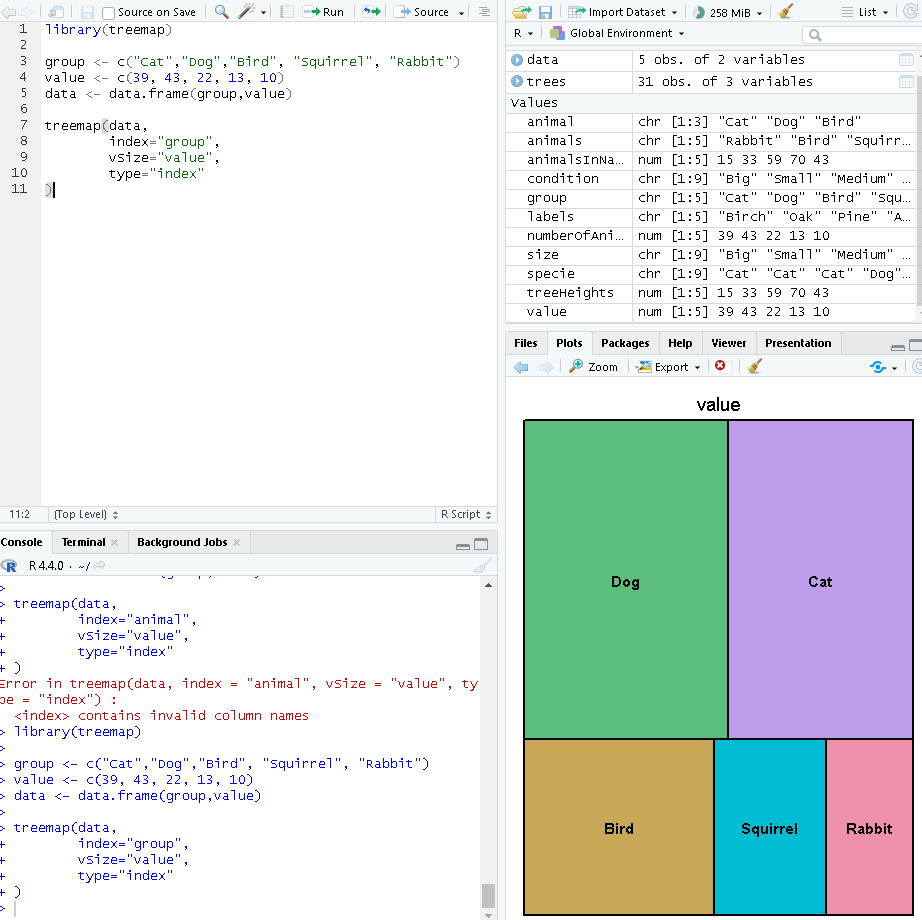 Source on Save Run Source
1 library(treemap)
2
3 group <- c("Cat","Dog","Bird", "Squirrel", "Rabbit")
4 value <- c(39, 43, 22, 13, 10)
5 data <- data.frame(group,value)
6
7 treemap(data,
8 index="group",
9 vSize="value",
10 type="index"
11 )
11:2 (Top Level) R Script
Console Terminal Background Jobs
R 4.4.0 · ~/
>
> treemap(data,
+ index="animal",
+ vSize="value",
+ type="index"
+ )
Error in treemap(data, index = "animal", vSize = "value", ty
pe = "index") :
<index> contains invalid column names
> library(treemap)
>
> group <- c("Cat","Dog","Bird", "Squirrel", "Rabbit")
> value <- c(39, 43, 22, 13, 10)
> data <- data.frame(group,value)
>
> treemap(data,
+ index="group",
+ vSize="value",
+ type="index"
+ )
>
Import Dataset 258 MiB List
R Global Environment
data 5 obs. of 2 variables
trees 31 obs. of 3 variables
Values
animal chr [1:3] "Cat" "Dog" "Bird"
animals chr [1:5] "Rabbit" "Bird" "Squirr...
animalsInNa... num [1:5] 15 33 59 70 43
condition chr [1:9] "Big" "Small" "Medium" ...
group chr [1:5] "Cat" "Dog" "Bird" "Squ...
labels chr [1:5] "Birch" "Oak" "Pine" "A...
numberOfAni... num [1:5] 39 43 22 13 10
size chr [1:9] "Big" "Small" "Medium" ...
specie chr [1:9] "Cat" "Cat" "Cat" "Dog"...
treeHeights num [1:5] 15 33 59 70 43
value num [1:5] 39 43 22 13 10
Files Plots Packages Help Viewer Presentation
Zoom Export
value
Dog Cat
Bird Squirrel Rabbit